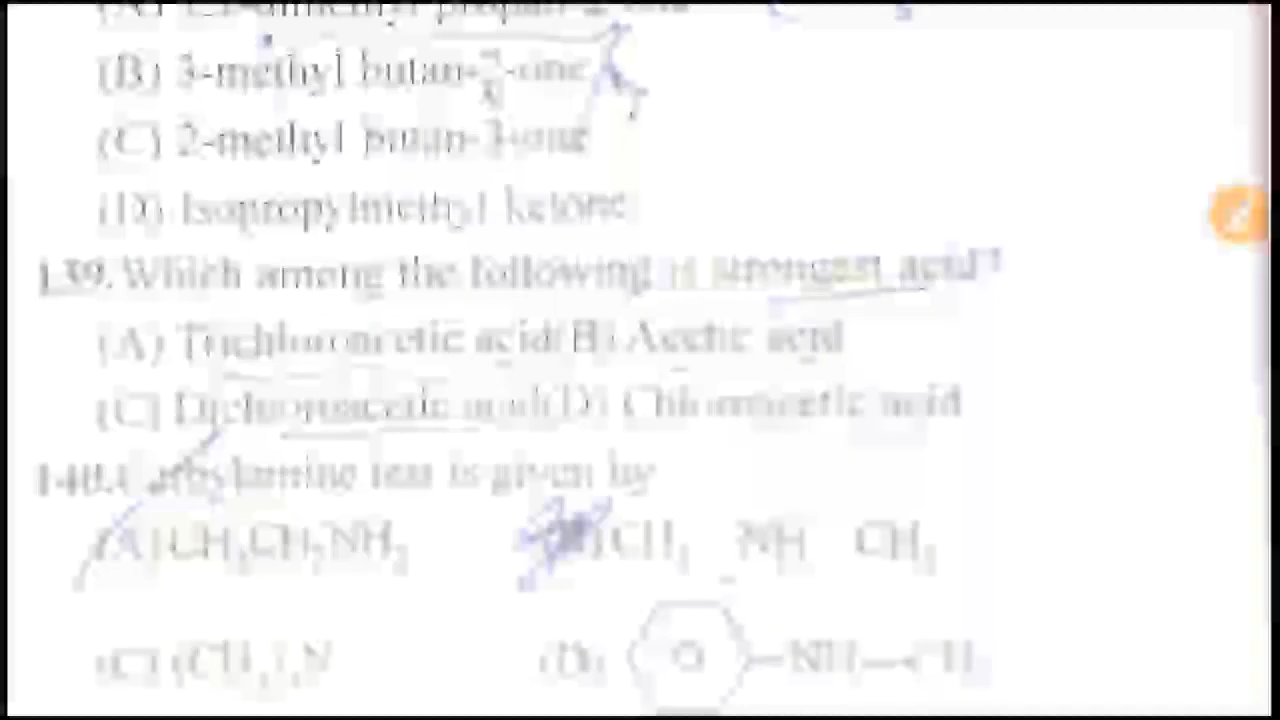 (B) 3-methyl butan-2-one
(C) 2-methyl butan-3-one
(D) Isopropylmethyl ketone
139. Which among the following is strongest acid?
(A) Trichloroacetic acid (B) Acetic acid
(C) Dichloroacetic acid (D) Chloroacetic acid
140. Carbylamine test is given by
(A) CH₃CH₂NH₂ (B) CH₃ NH CH₃
(C) (CH₃)₃N (D) NH—CH₃